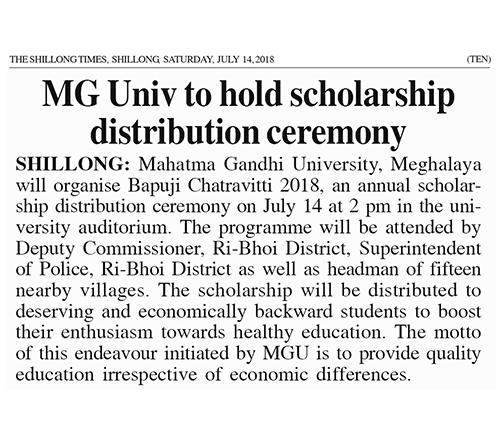 THE SHILLONG TIMES, SHILLONG, SATURDAY, JULY 14, 2018 (TEN)
MG Univ to hold scholarship
distribution ceremony
SHILLONG: Mahatma Gandhi University, Meghalaya
will organise Bapuji Chatravitti 2018, an annual scholar-
ship distribution ceremony on July 14 at 2 pm in the uni-
versity auditorium. The programme will be attended by
Deputy Commissioner, Ri-Bhoi District, Superintendent
of Police, Ri-Bhoi District as well as headman of fifteen
nearby villages. The scholarship will be distributed to
deserving and economically backward students to boost
their enthusiasm towards healthy education. The motto
of this endeavour initiated by MGU is to provide quality
education irrespective of economic differences.